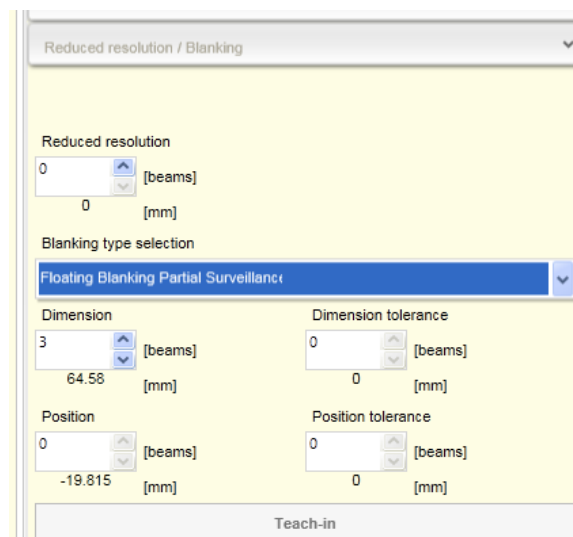 Reduced resolution / Blanking
Reduced resolution
0 [beams]
0 [mm]
Blanking type selection
Floating Blanking Partial Surveillance
Dimension Dimension tolerance
3 [beams] 0 [beams]
64.58 [mm] 0 [mm]
Position Position tolerance
0 [beams] 0 [beams]
-19.815 [mm] 0 [mm]
Teach-in